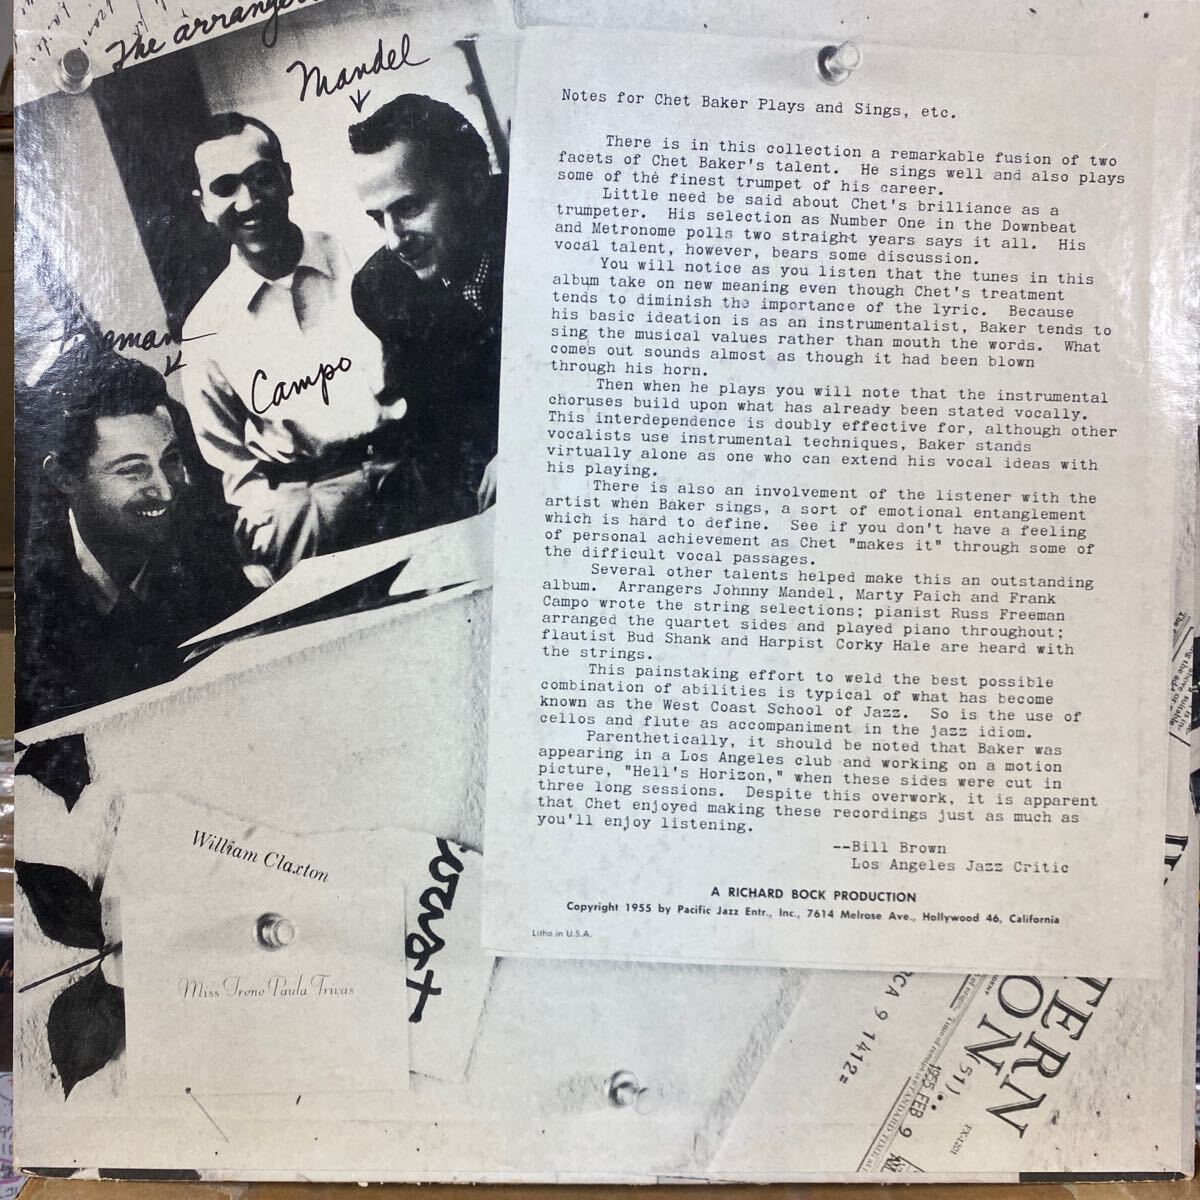 The arrangers
Mandel
Campo
Notes for Chet Baker Plays and Sings, etc.
There is in this collection a remarkable fusion of two
facets of Chet Baker's talent. He sings well and also plays
some of the finest trumpet of his career.
Little need be said about Chet's brilliance as a
trumpeter. His selection as Number One in the Downbeat
and Metronome polls two straight years says it all. His
vocal talent, however, bears some discussion.
You will notice as you listen that the tunes in this
album take on new meaning even though Chet's treatment
tends to diminish the importance of the lyric. Because
his basic ideation is as an instrumentalist, Baker tends to
sing the musical values rather than mouth the words. What
comes out sounds almost as though it had been blown
through his horn.
Then when he plays you will note that the instrumental
choruses build upon what has already been stated vocally.
This interdependence is doubly effective for, although other
vocalists use instrumental techniques, Baker stands
virtually alone as one who can extend his vocal ideas with
his playing.
There is also an involvement of the listener with the
artist when Baker sings, a sort of emotional entanglement
which is hard to define. See if you don't have a feeling
of personal achievement as Chet "makes it" through some of
the difficult vocal passages.
Several other talents helped make this an outstanding
album. Arrangers Johnny Mandel, Marty Paich and Frank
Campo wrote the string selections; pianist Russ Freeman
arranged the quartet sides and played piano throughout;
flautist Bud Shank and Harpist Corky Hale are heard with
the strings.
This painstaking effort to weld the best possible
combination of abilities is typical of what has become
known as the West Coast School of Jazz. So is the use of
cellos and flute as accompaniment in the jazz idiom.
Parenthetically, it should be noted that Baker was
appearing in a Los Angeles club and working on a motion
picture, "Hell's Horizon," when these sides were cut in
three long sessions. Despite this overwork, it is apparent
that Chet enjoyed making these recordings just as much as
you'll enjoy listening.
--Bill Brown
Los Angeles Jazz Critic
A RICHARD BOCK PRODUCTION
Copyright 1955 by Pacific Jazz Entr., Inc., 7614 Melrose Ave., Hollywood 46, California
Litho in U.S.A.
William Claxton
Miss Irene Paida Trivas
CA 9 1412=
TERN
ON
(51)
1955 FEB 9
STANDARD TIME
FX-1201